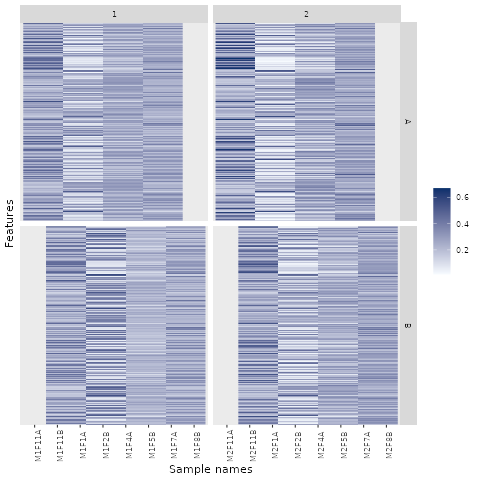 1
2
A
B
Features
0.6
0.4
0.2
M1F11A
M1F11B
M1F1A
M1F2B
M1F4A
M1F5B
M1F7A
M1F8B
M2F11A
M2F11B
M2F1A
M2F2B
M2F4A
M2F5B
M2F7A
M2F8B
Sample names